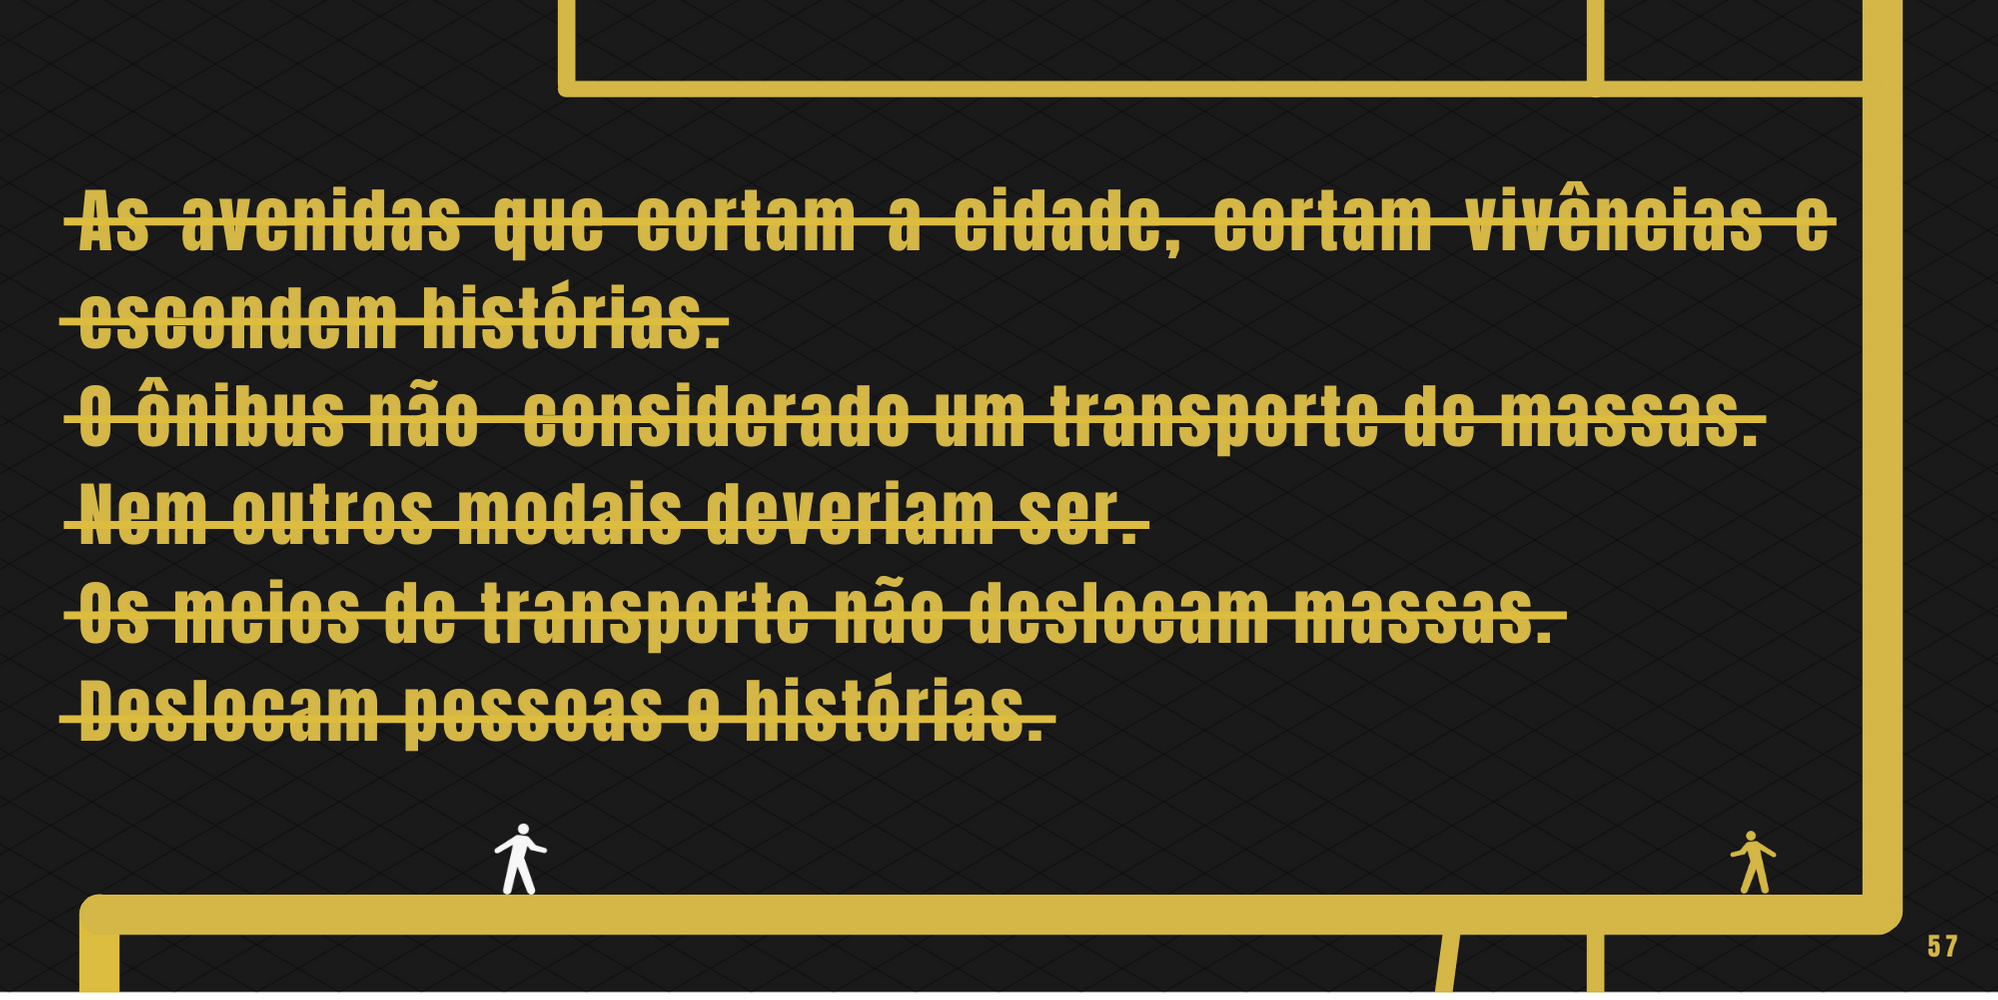 As avenidas que cortam a cidade, cortam vivências e
escondem histórias.
O ônibus não  considerado um transporte de massas.
Nem outros modais deveriam ser.
Os meios de transporte não deslocam massas.
Deslocam pessoas e histórias.
57